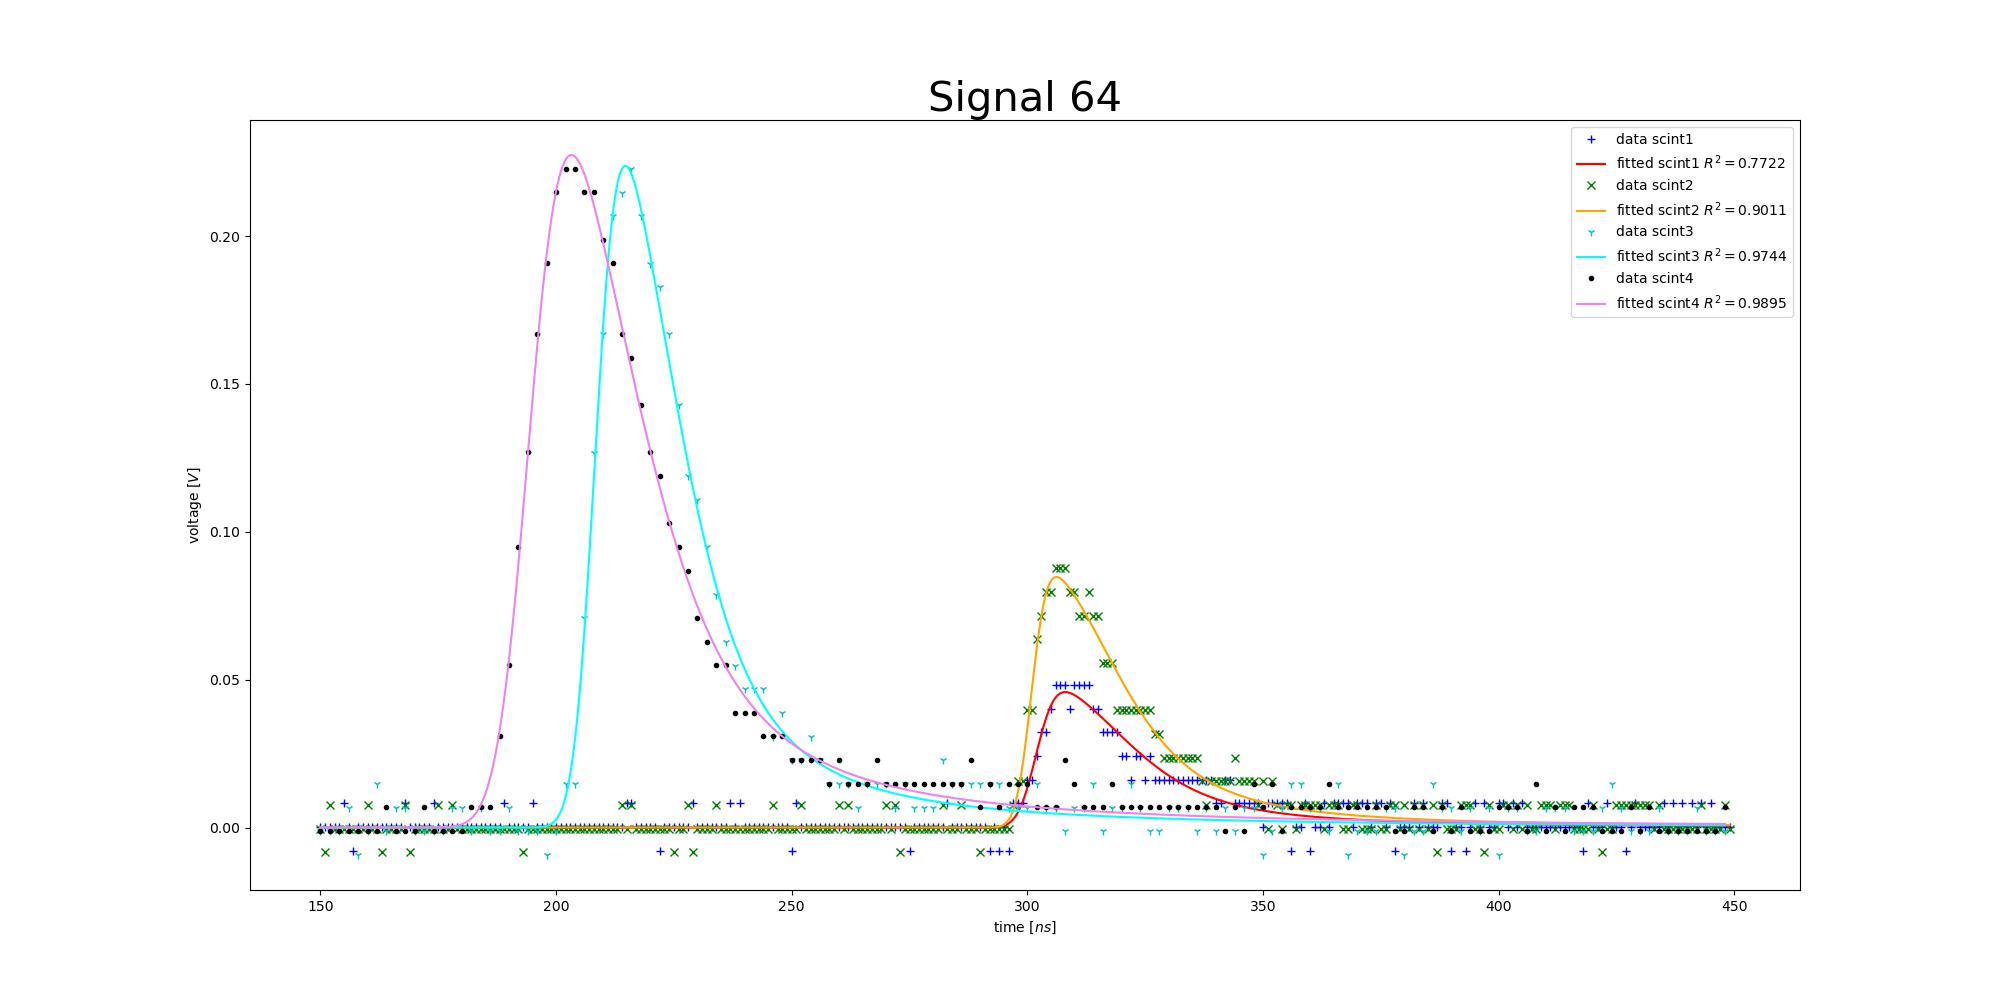 Signal 64
data scint1
fitted scint1 R² = 0.7722
data scint2
fitted scint2 R² = 0.9011
data scint3
fitted scint3 R² = 0.9744
data scint4
fitted scint4 R² = 0.9895
voltage [V]
0.20
0.15
0.10
0.05
0.00
150 200 250 300 350 400 450
time [ns]